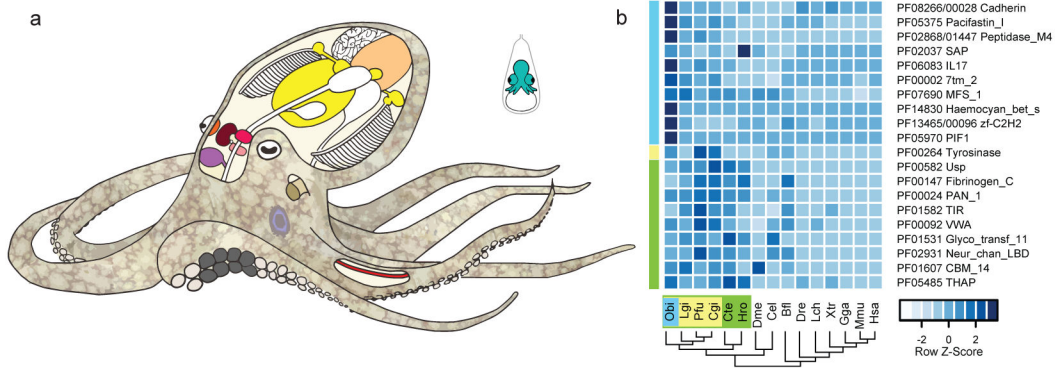 a
b
PF08266/00028 Cadherin
PF05375 Pacifastin_I
PF02868/01447 Peptidase_M4
PF02037 SAP
PF06083 IL17
PF00002 7tm_2
PF07690 MFS_1
PF14830 Haemocyan_bet_s
PF13465/00096 zf-C2H2
PF05970 PIF1
PF00264 Tyrosinase
PF00582 Usp
PF00147 Fibrinogen_C
PF00024 PAN_1
PF01582 TIR
PF00092 VWA
PF01531 Glyco_transf_11
PF02931 Neur_chan_LBD
PF01607 CBM_14
PF05485 THAP
Obi Lgi Pfu Cgi Cte Hro Dme Cel Bfl Dre Lch Xtr Gga Mmu Hsa
-2 0 2
Row Z-Score